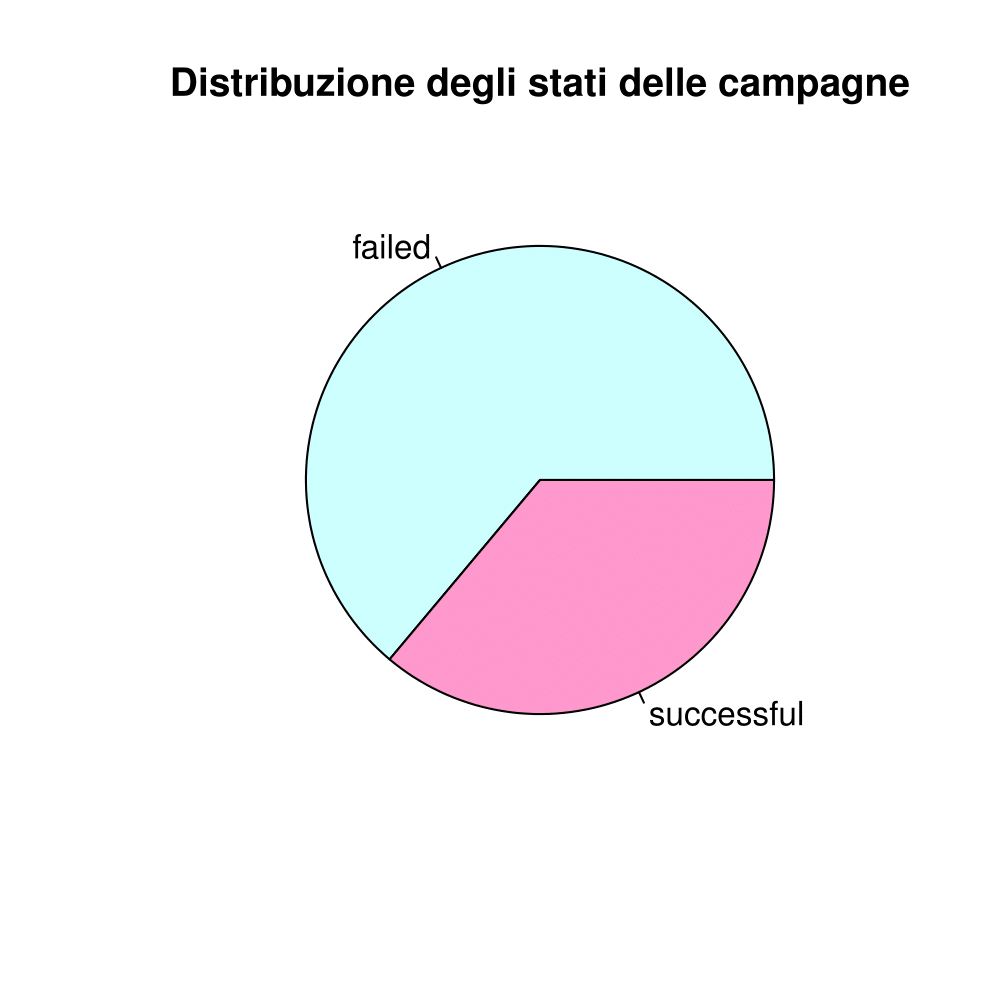 Distribuzione degli stati delle campagne
failed
successful